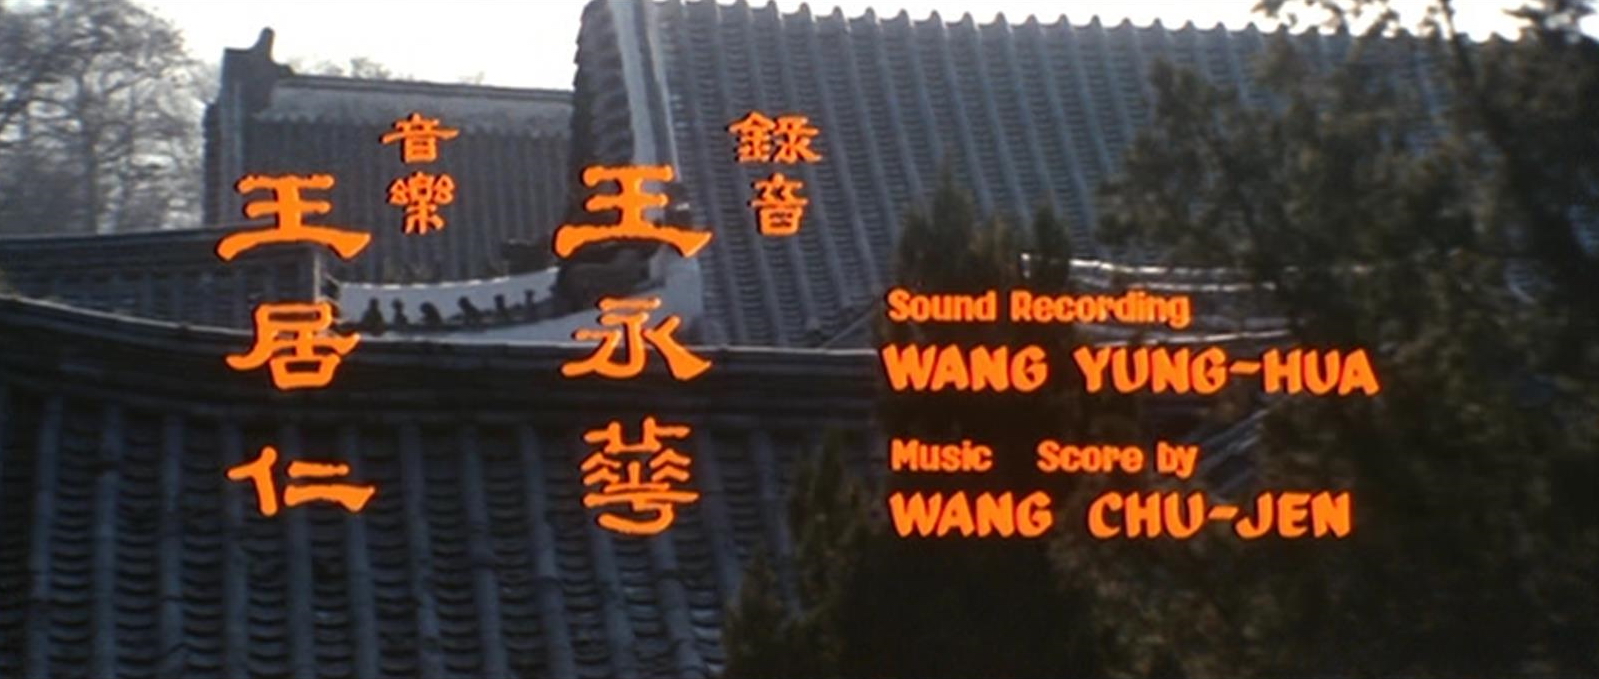 錄音
王永華
音樂
王居仁
Sound Recording
WANG YUNG-HUA
Music Score by
WANG CHU-JEN